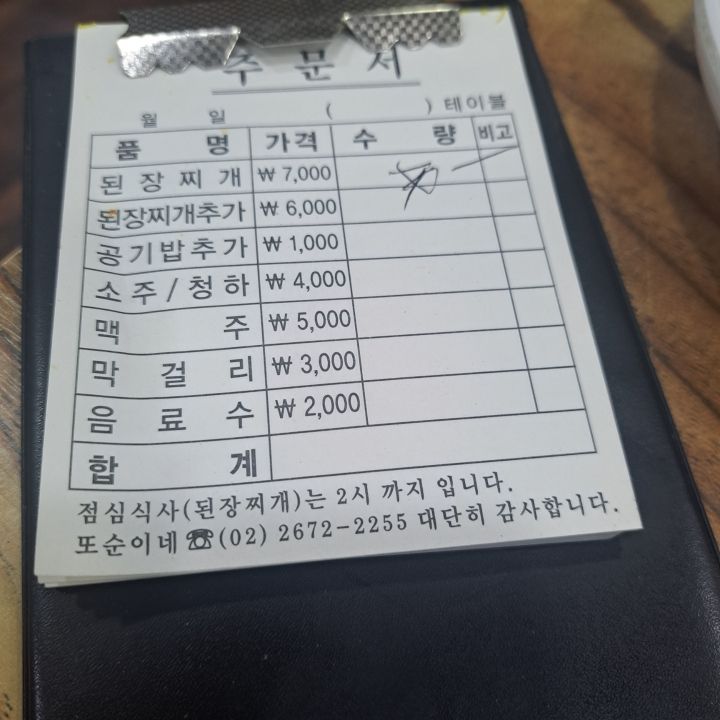 주 문 서
월 일 ( ) 테이블
품 명 가격 수 량 비고
된 장 찌 개 ₩ 7,000
된장찌개추가 ₩ 6,000
공기밥추가 ₩ 1,000
소 주 / 청 하 ₩ 4,000
맥 주 ₩ 5,000
막 걸 리 ₩ 3,000
음 료 수 ₩ 2,000
합 계
점심식사(된장찌개)는 2시 까지 입니다.
또순이네 ☎(02) 2672-2255 대단히 감사합니다.